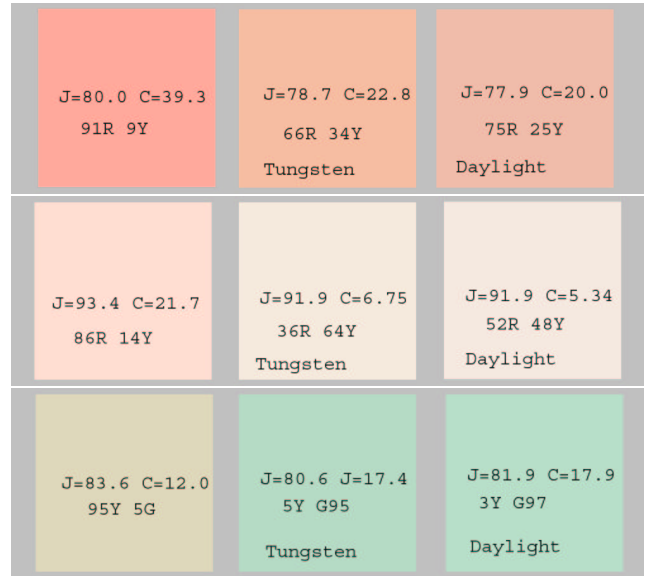 J=80.0 C=39.3
91R 9Y
J=78.7 C=22.8
66R 34Y
Tungsten
J=77.9 C=20.0
75R 25Y
Daylight
J=93.4 C=21.7
86R 14Y
J=91.9 C=6.75
36R 64Y
Tungsten
J=91.9 C=5.34
52R 48Y
Daylight
J=83.6 C=12.0
95Y 5G
J=80.6 J=17.4
5Y G95
Tungsten
J=81.9 C=17.9
3Y G97
Daylight